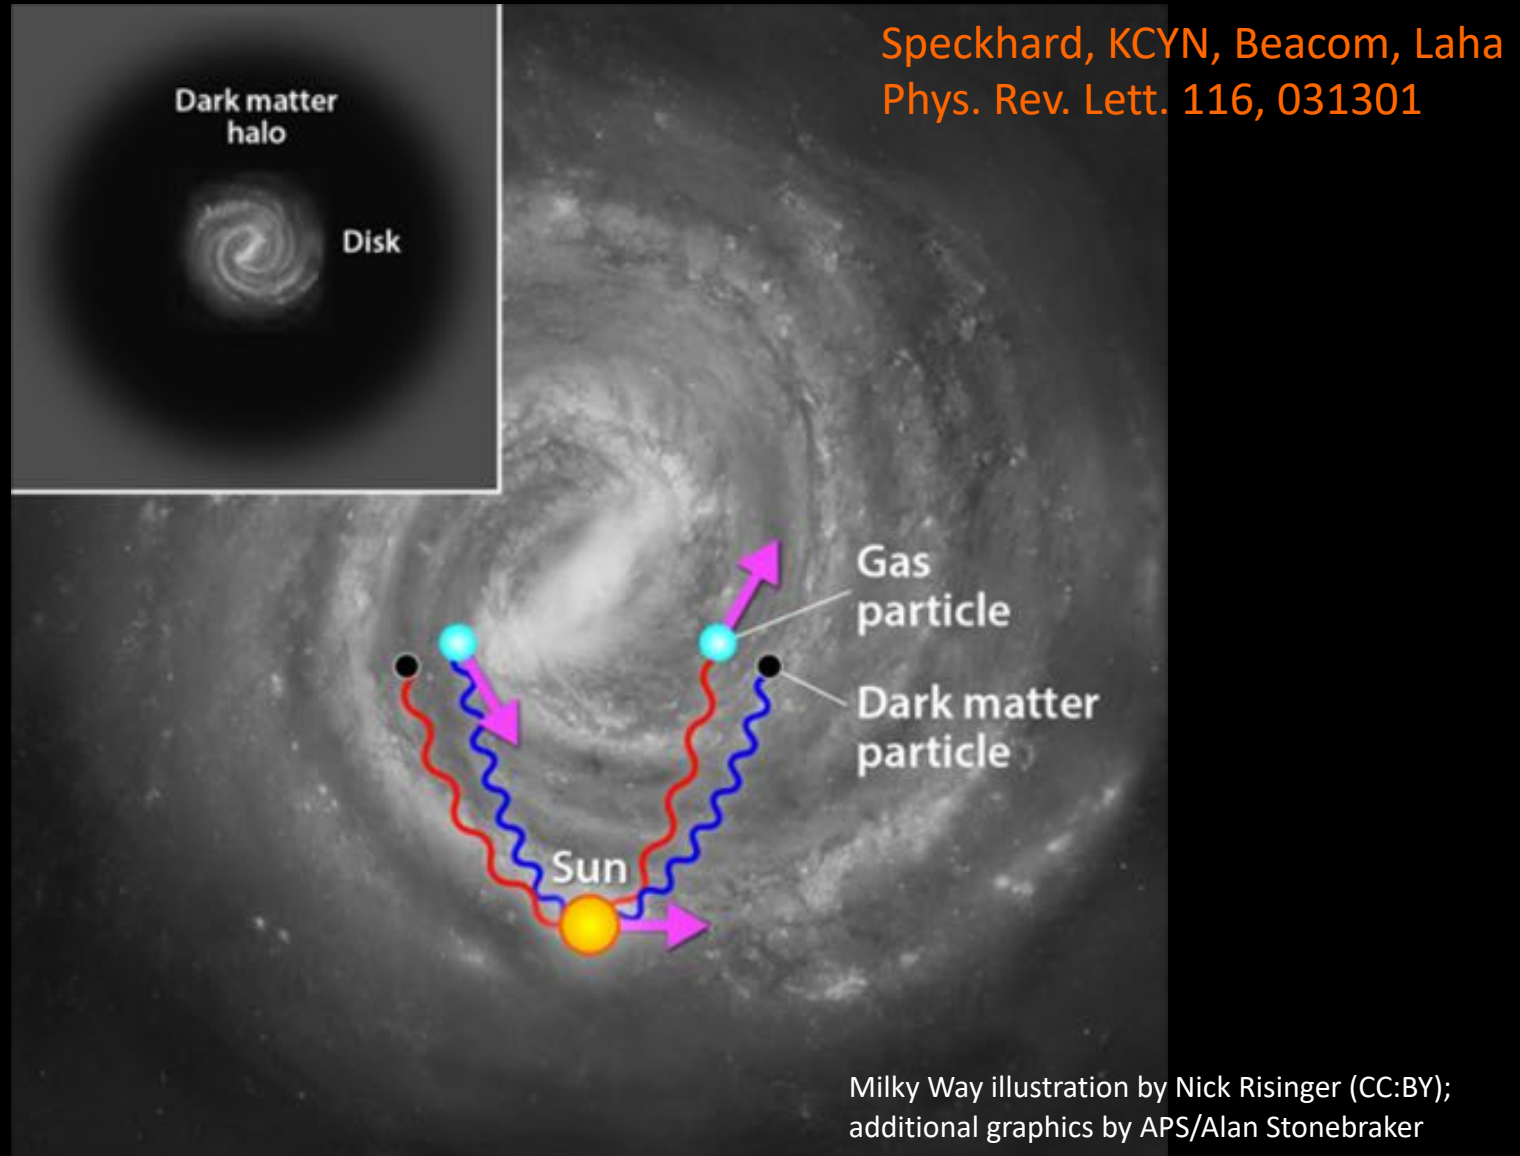 Speckhard, KCYN, Beacom, Laha
Phys. Rev. Lett. 116, 031301
Dark matter
halo
Disk
Gas
particle
Dark matter
particle
Sun
Milky Way illustration by Nick Risinger (CC:BY);
additional graphics by APS/Alan Stonebraker